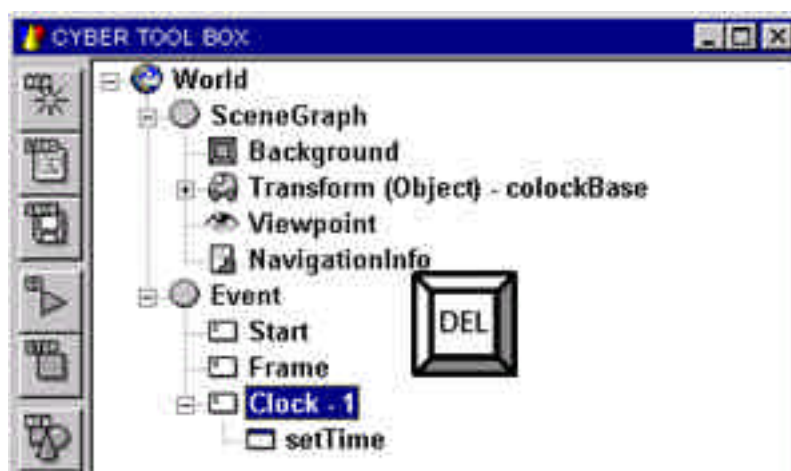 CYBER TOOL BOX
World
SceneGraph
Background
Transform (Object) - colockBase
Viewpoint
NavigationInfo
Event
DEL
Start
Frame
Clock - 1
setTime